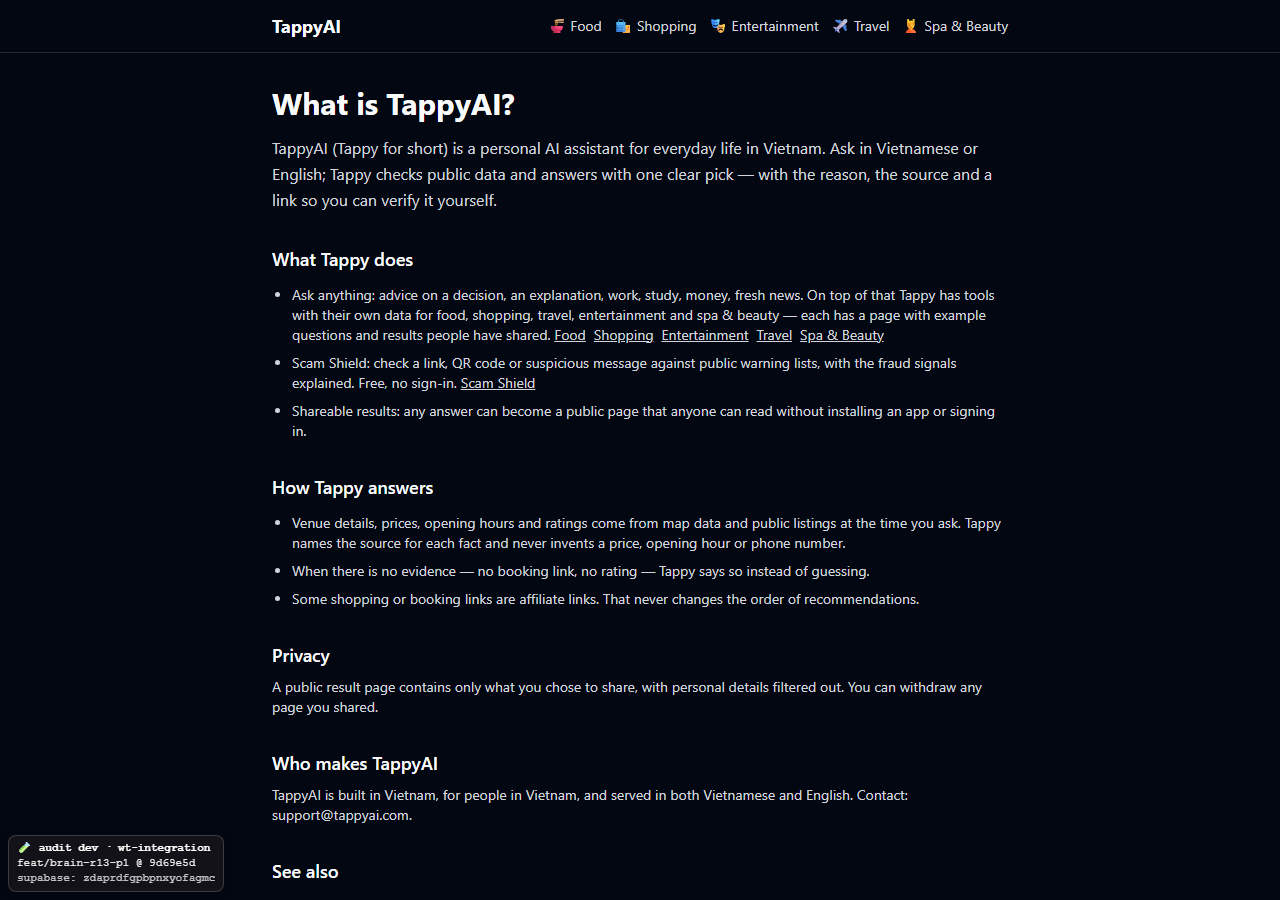 TappyAI
Food Shopping Entertainment Travel Spa & Beauty
What is TappyAI?
TappyAI (Tappy for short) is a personal AI assistant for everyday life in Vietnam. Ask in Vietnamese or
English; Tappy checks public data and answers with one clear pick — with the reason, the source and a
link so you can verify it yourself.
What Tappy does
• Ask anything: advice on a decision, an explanation, work, study, money, fresh news. On top of that Tappy has tools
with their own data for food, shopping, travel, entertainment and spa & beauty — each has a page with example
questions and results people have shared. Food Shopping Entertainment Travel Spa & Beauty
• Scam Shield: check a link, QR code or suspicious message against public warning lists, with the fraud signals
explained. Free, no sign-in. Scam Shield
• Shareable results: any answer can become a public page that anyone can read without installing an app or signing
in.
How Tappy answers
• Venue details, prices, opening hours and ratings come from map data and public listings at the time you ask. Tappy
names the source for each fact and never invents a price, opening hour or phone number.
• When there is no evidence — no booking link, no rating — Tappy says so instead of guessing.
• Some shopping or booking links are affiliate links. That never changes the order of recommendations.
Privacy
A public result page contains only what you chose to share, with personal details filtered out. You can withdraw any
page you shared.
Who makes TappyAI
TappyAI is built in Vietnam, for people in Vietnam, and served in both Vietnamese and English. Contact:
support@tappyai.com.
See also
audit dev · wt-integration
feat/brain-r13-p1 @ 9d69e5d
supabase: zdaprdfgpbpnxyofagmc